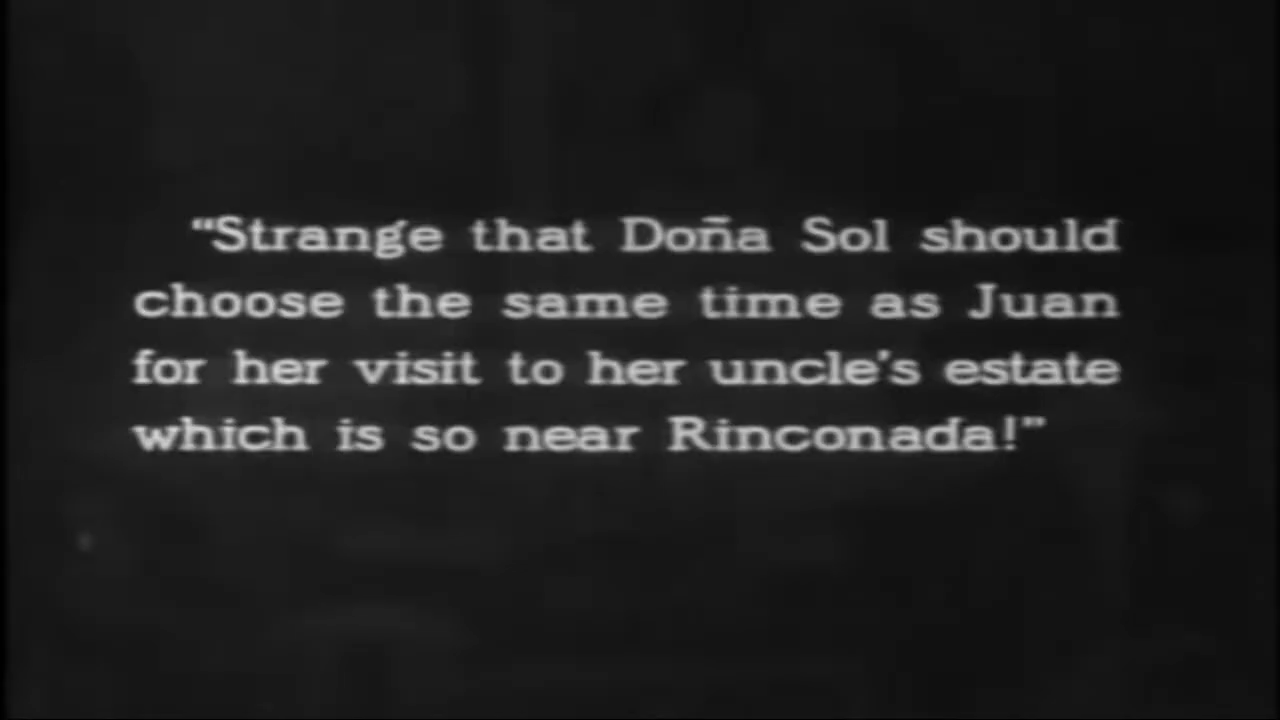 “Strange that Doña Sol should
choose the same time as Juan
for her visit to her uncle’s estate
which is so near Rinconada!”